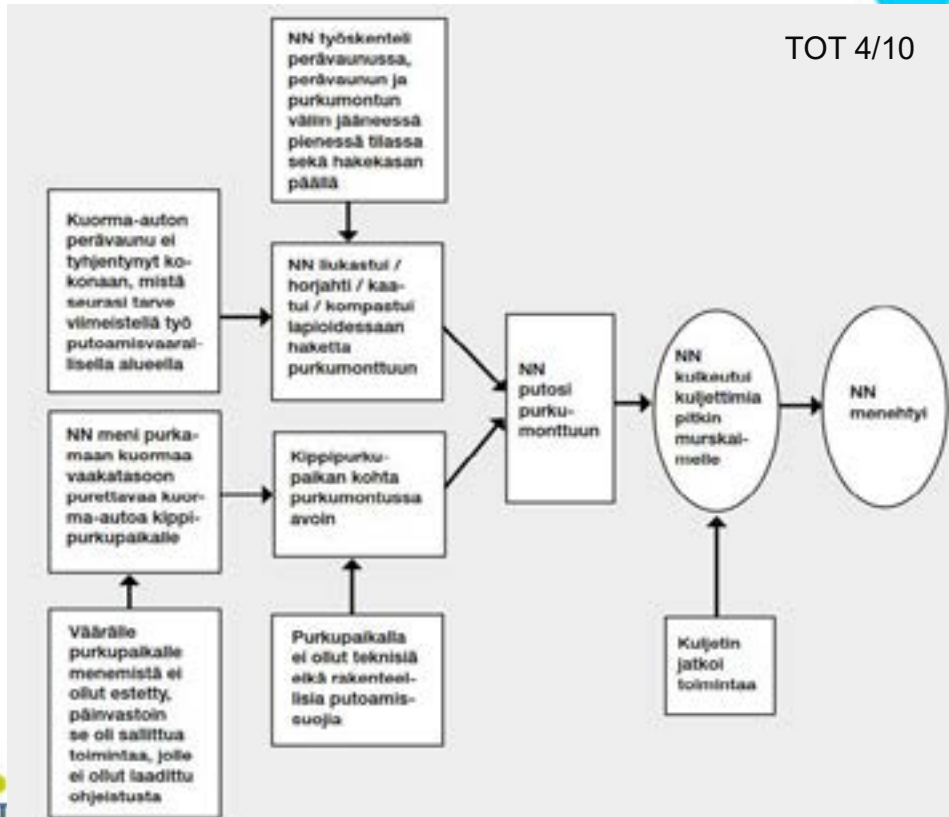 TOT 4/10
NN työskenteli
perävaunussa,
perävaunun ja
purkumontun
väliin jääneessä
pienessä tilassa
sekä hakekasan
päällä
Kuorma-auton
perävaunu ei
tyhjentynyt ko-
konaan, mistä
seurasi tarve
viimeistellä työ
putoamisvaaral-
lisella alueella
NN liukastui /
horjahti / kaa-
tui / kompastui
lapioidessaan
haketta
purkumonttuun
NN meni purka-
maan kuormaa
vaakatasoon
purettavaa kuor-
ma-autoa kippi-
purkupaikalle
Kippipurku-
paikan kohta
purkumontussa
avoin
NN
putosi
purku-
monttuun
NN
kulkeutui
kuljettimia
pitkin
murskai-
melle
NN
menehtyi
Väärälle
purkupaikalle
menemistä ei
ollut estetty,
päinvastoin
se oli sallittua
toimintaa, jolle
ei ollut laadittu
ohjeistusta
Purkupaikalla
ei ollut teknisiä
eikä rakenteel-
lisia putoamis-
suojia
Kuljetin
jatkoi
toimintaa